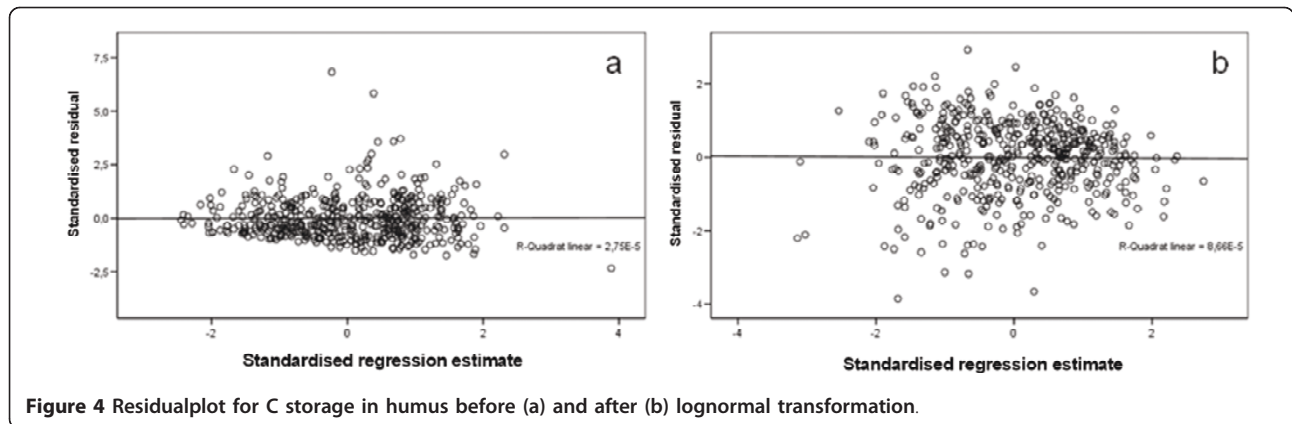 7,5
5,0
2,5
0,0
-2,5
-2
0
2
4
Standardised residual
Standardised regression estimate
a
R-Quadrat linear = 2,75E-5
2
0
-2
-4
-4
-2
0
2
Standardised residual
Standardised regression estimate
b
R-Quadrat linear = 8,66E-5
Figure 4 Residualplot for C storage in humus before (a) and after (b) lognormal transformation.